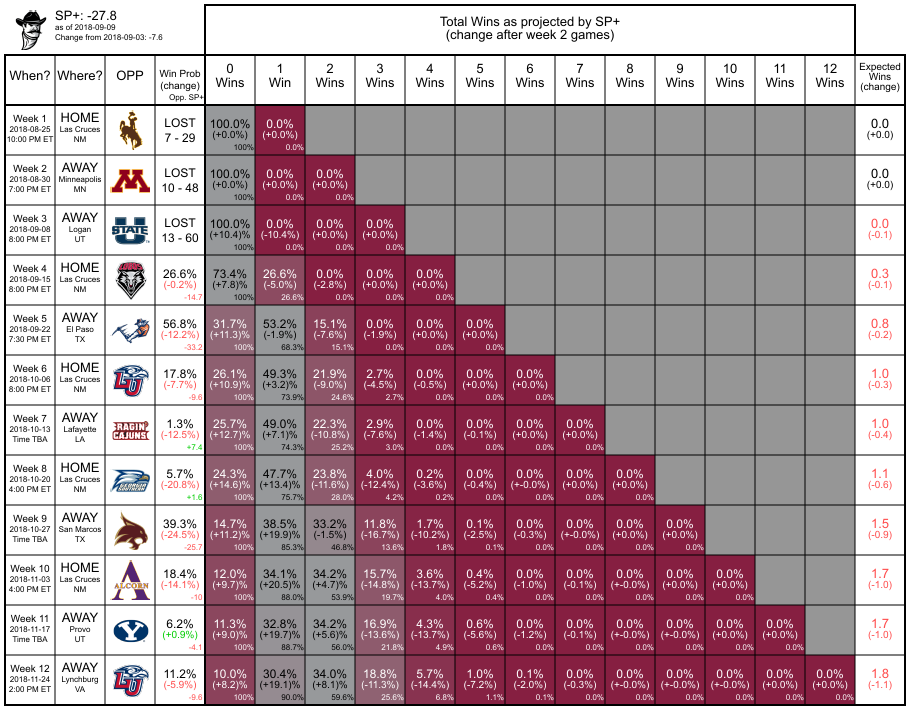 SP+: -27.8
as of 2018-09-09
Change from 2018-09-03: -7.6
Total Wins as projected by SP+
(change after week 2 games)
When? Where? OPP Win Prob (change) Opp. SP+ 0 Wins 1 Win 2 Wins 3 Wins 4 Wins 5 Wins 6 Wins 7 Wins 8 Wins 9 Wins 10 Wins 11 Wins 12 Wins Expected Wins (change)
Week 1 HOME LOST 100.0% 0.0% 0.0
2018-08-25 Las Cruces 7 - 29 (+0.0%) (+0.0%) (+0.0)
10:00 PM ET NM 100% 0.0%
Week 2 AWAY LOST 100.0% 0.0% 0.0% 0.0
2018-08-30 Minneapolis M 10 - 48 (+0.0%) (+0.0%) (+0.0%) (+0.0)
7:00 PM ET MN 100% 0.0% 0.0%
Week 3 AWAY LOST 100.0% 0.0% 0.0% 0.0% 0.0
2018-09-08 Logan STATE 13 - 60 (+10.4)% (-10.4%) (+0.0%) (+0.0%) (-0.1)
8:00 PM ET UT 100% 0.0% 0.0% 0.0%
Week 4 HOME 26.6% 73.4% 26.6% 0.0% 0.0% 0.0% 0.3
2018-09-15 Las Cruces (-0.2%) (+7.8)% (-5.0%) (-2.8%) (+0.0%) (+0.0%) (-0.1)
8:00 PM ET NM -14.7 100% 26.6% 0.0% 0.0% 0.0%
Week 5 AWAY 56.8% 31.7% 53.2% 15.1% 0.0% 0.0% 0.8
2018-09-22 El Paso (-12.2%) (+11.3)% (-1.9%) (-7.6%) (-1.9%) (+0.0%) (-0.2)
7:30 PM ET TX -33.2 100% 68.3% 15.1% 0.0% 0.0%
Week 6 HOME 17.8% 26.1% 49.3% 21.9% 2.7% 0.0% 0.0% 0.0% 1.0
2018-10-06 Las Cruces LU (-7.7%) (+10.9)% (+3.2%) (-9.0%) (-4.5%) (-0.5%) (+0.0%) (+0.0%) (-0.3)
8:00 PM ET NM -9.6 100% 73.9% 24.6% 2.7% 0.0% 0.0% 0.0%
Week 7 AWAY 1.3% 25.7% 49.0% 22.3% 2.9% 0.0% 0.0% 0.0% 0.0% 1.0
2018-10-13 Lafayette RAGIN' CAJUNS (-12.5%) (+12.7)% (+7.1%) (-10.8%) (-7.6%) (-1.4%) (-0.1%) (+0.0%) (+0.0%) (-0.4)
Time TBA LA +7.4 100% 74.3% 25.2% 3.0% 0.0% 0.0% 0.0% 0.0%
Week 8 HOME 5.7% 24.3% 47.7% 23.8% 4.0% 0.2% 0.0% 0.0% 0.0% 0.0% 1.1
2018-10-20 Las Cruces (-20.8%) (+14.6)% (+13.4%) (-11.6%) (-12.4%) (-3.6%) (-0.4%) (+-0.0%) (+0.0%) (+0.0%) (-0.6)
4:00 PM ET NM +1.6 100% 75.7% 28.0% 4.2% 0.2% 0.0% 0.0% 0.0% 0.0%
Week 9 AWAY 39.3% 14.7% 38.5% 33.2% 11.8% 1.7% 0.1% 0.0% 0.0% 0.0% 0.0% 1.5
2018-10-27 San Marcos (-24.5%) (+11.2)% (+19.9%) (-1.5%) (-16.7%) (-10.2%) (-2.5%) (-0.3%) (+-0.0%) (+0.0%) (+0.0%) (-0.9)
Time TBA TX -25.7 100% 85.3% 46.8% 13.6% 1.8% 0.1% 0.0% 0.0% 0.0% 0.0%
Week 10 HOME 18.4% 12.0% 34.1% 34.2% 15.7% 3.6% 0.4% 0.0% 0.0% 0.0% 0.0% 0.0% 1.7
2018-11-03 Las Cruces ALCORN (-14.1%) (+9.7)% (+20.5%) (+4.7%) (-14.8%) (-13.7%) (-5.2%) (-1.0%) (-0.1%) (+-0.0%) (+0.0%) (+0.0%) (-1.0)
4:00 PM ET NM -10 100% 88.0% 53.9% 19.7% 4.0% 0.4% 0.0% 0.0% 0.0% 0.0% 0.0%
Week 11 AWAY 6.2% 11.3% 32.8% 34.2% 16.9% 4.3% 0.6% 0.0% 0.0% 0.0% 0.0% 0.0% 0.0% 1.7
2018-11-17 Provo Y (+0.9%) (+9.0)% (+19.7%) (+5.6%) (-13.6%) (-13.7%) (-5.6%) (-1.2%) (-0.1%) (+-0.0%) (+-0.0%) (+0.0%) (+0.0%) (-1.0)
Time TBA UT -4.1 100% 88.7% 56.0% 21.8% 4.9% 0.6% 0.0% 0.0% 0.0% 0.0% 0.0% 0.0%
Week 12 AWAY 11.2% 10.0% 30.4% 34.0% 18.8% 5.7% 1.0% 0.1% 0.0% 0.0% 0.0% 0.0% 0.0% 0.0% 1.8
2018-11-24 Lynchburg LU (-5.9%) (+8.2)% (+19.1%) (+8.1%) (-11.3%) (-14.4%) (-7.2%) (-2.0%) (-0.3%) (+-0.0%) (+-0.0%) (+-0.0%) (+0.0%) (+0.0%) (-1.1)
2:00 PM ET VA -9.6 100% 90.0% 59.6% 25.6% 6.8% 1.1% 0.1% 0.0% 0.0% 0.0% 0.0% 0.0% 0.0%